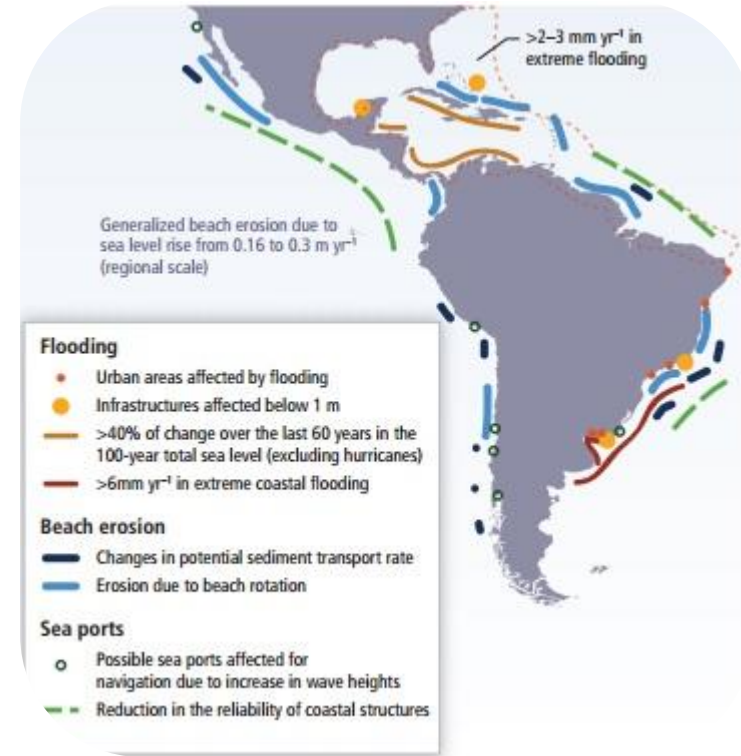 >2–3 mm yr⁻¹ in
extreme flooding
Generalized beach erosion due to
sea level rise from 0.16 to 0.3 m yr⁻¹
(regional scale)
Flooding
Urban areas affected by flooding
Infrastructures affected below 1 m
>40% of change over the last 60 years in the
100-year total sea level (excluding hurricanes)
>6mm yr⁻¹ in extreme coastal flooding
Beach erosion
Changes in potential sediment transport rate
Erosion due to beach rotation
Sea ports
Possible sea ports affected for
navigation due to increase in wave heights
Reduction in the reliability of coastal structures